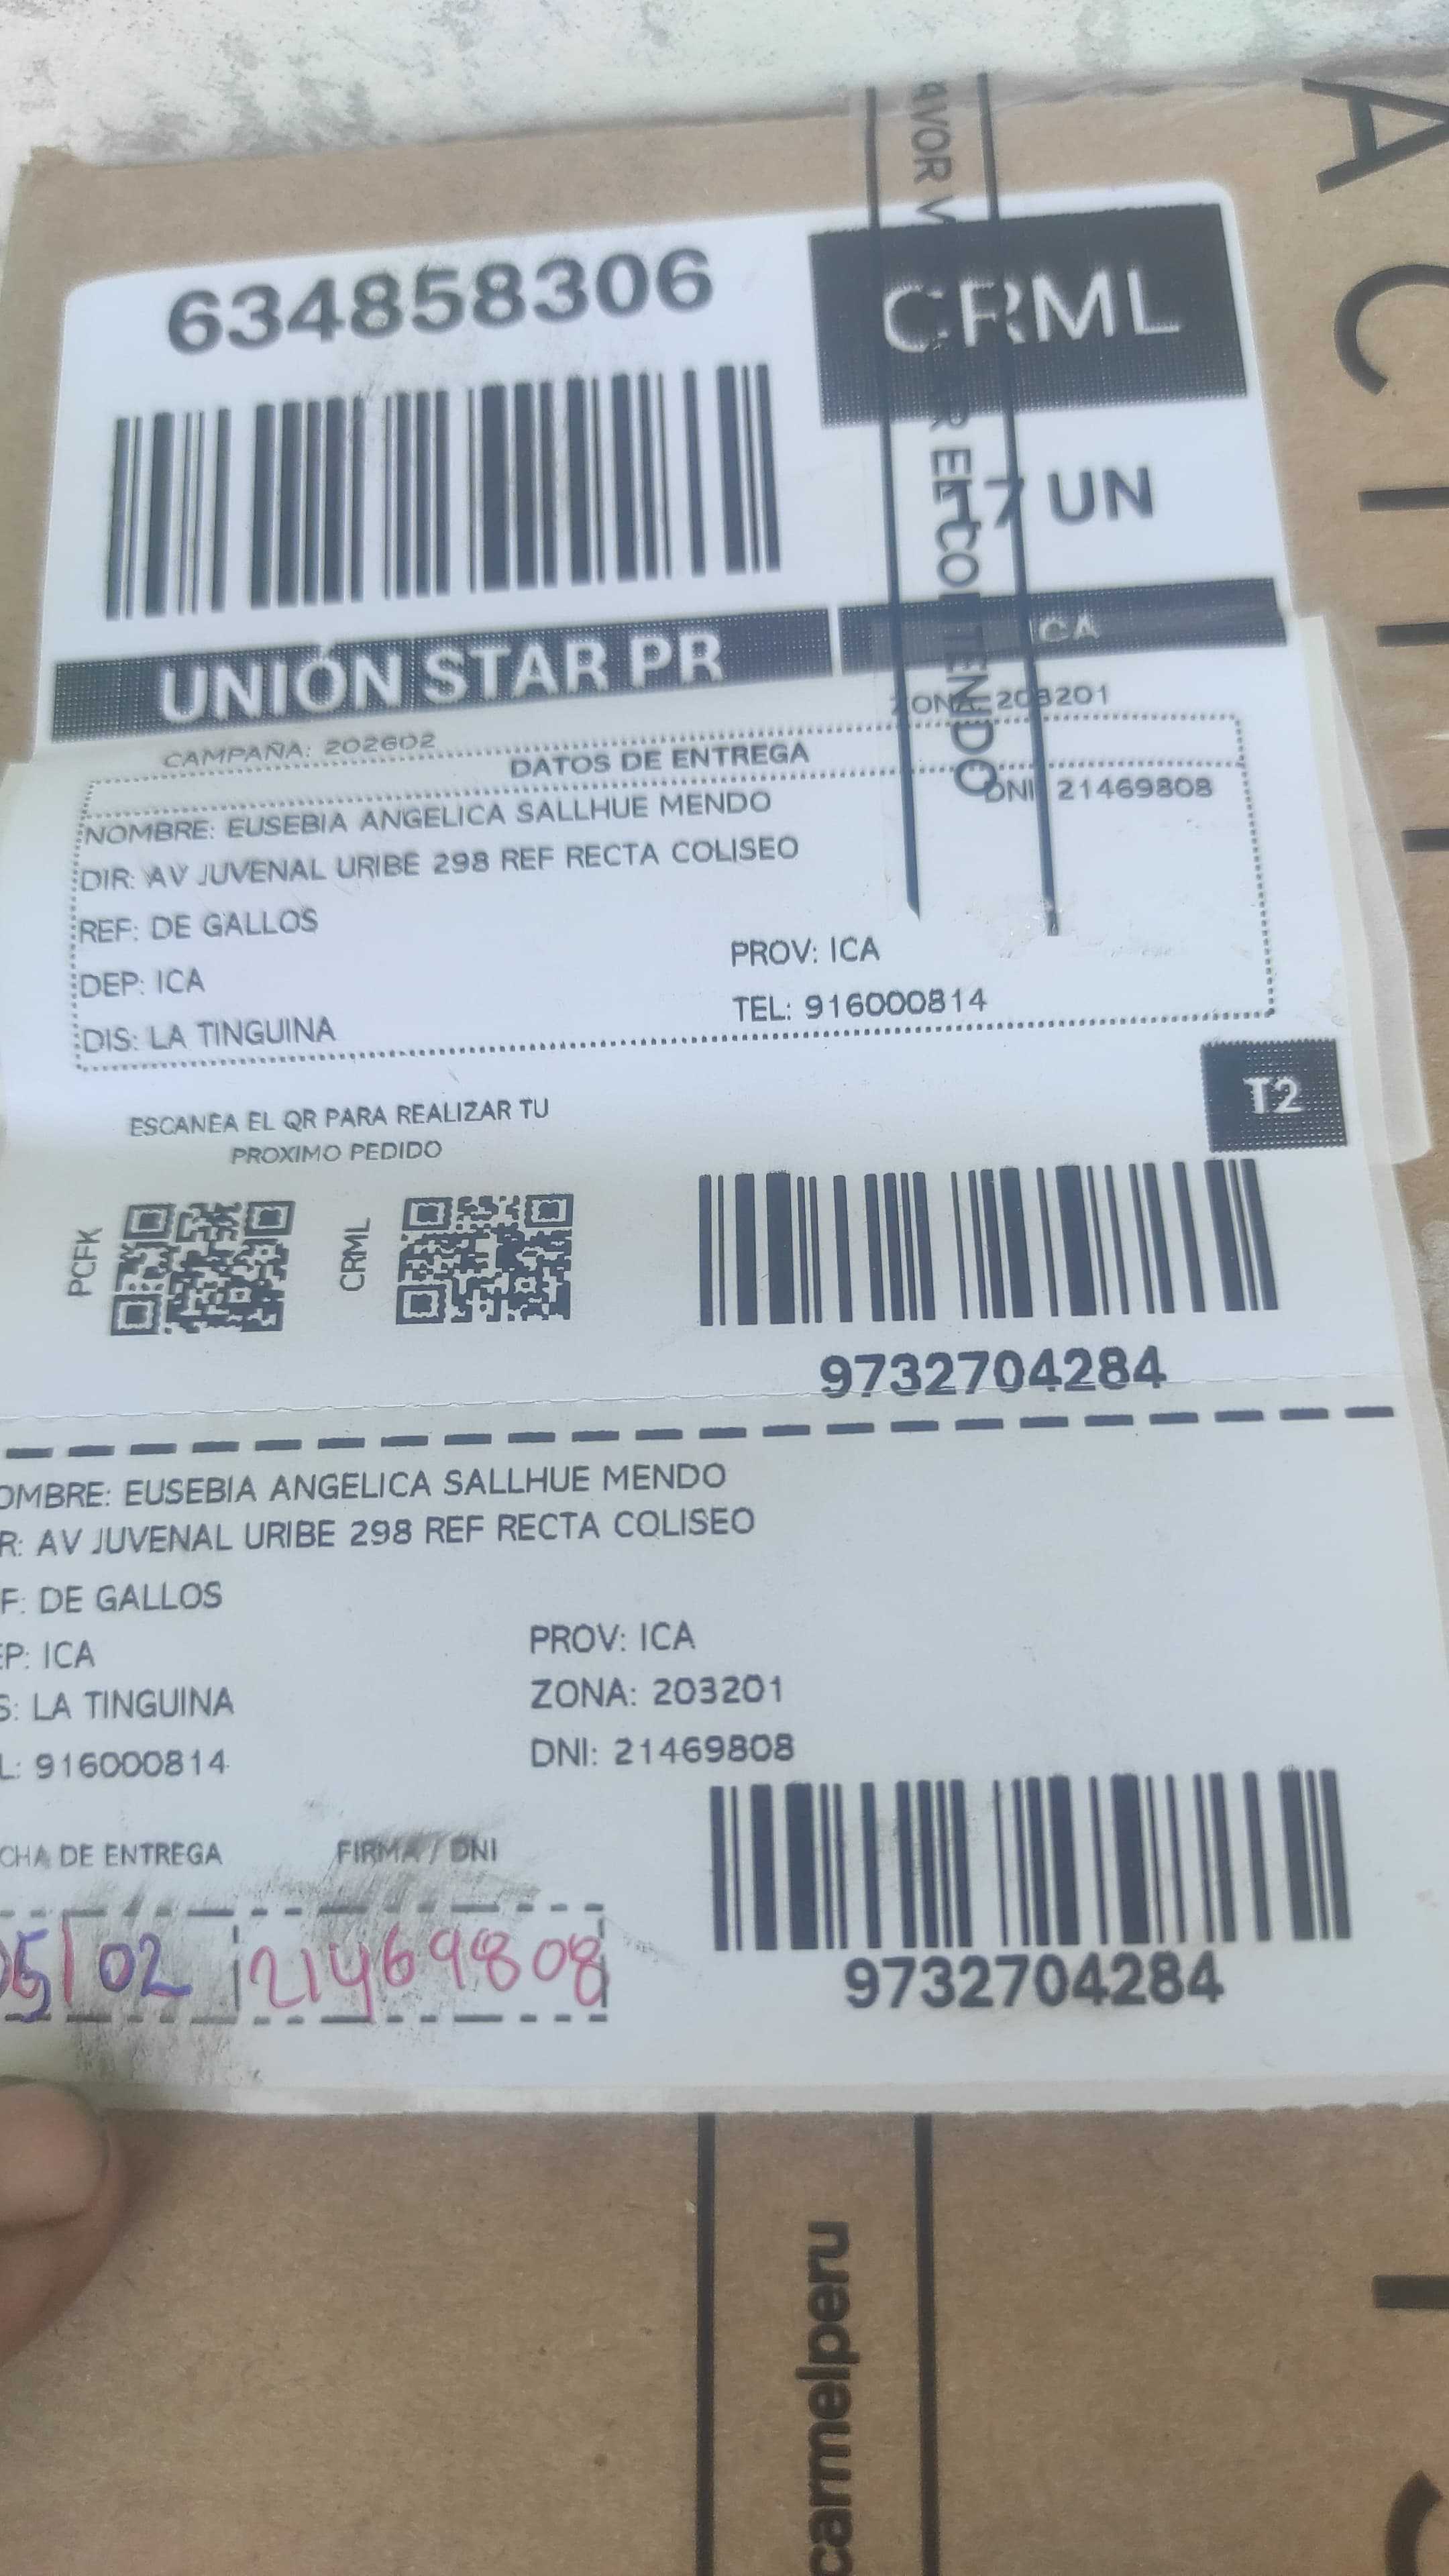 634858306
CRML
17 UN
UNIÓN STAR PR
ICA
CAMPAÑA: 202602
ZONA: 203201
DATOS DE ENTREGA
NOMBRE: EUSEBIA ANGELICA SALLHUE MENDO
DNI: 21469808
DIR: AV JUVENAL URIBE 298 REF RECTA COLISEO
REF: DE GALLOS
DEP: ICA
PROV: ICA
DIS: LA TINGUINA
TEL: 916000814
T2
ESCANEA EL QR PARA REALIZAR TU
PROXIMO PEDIDO
PCFK
CRML
9732704284
OMBRE: EUSEBIA ANGELICA SALLHUE MENDO
R: AV JUVENAL URIBE 298 REF RECTA COLISEO
F: DE GALLOS
EP: ICA
PROV: ICA
S: LA TINGUINA
ZONA: 203201
L: 916000814
DNI: 21469808
CHA DE ENTREGA
FIRMA / DNI
05/02
21469808
9732704284
carmelperu